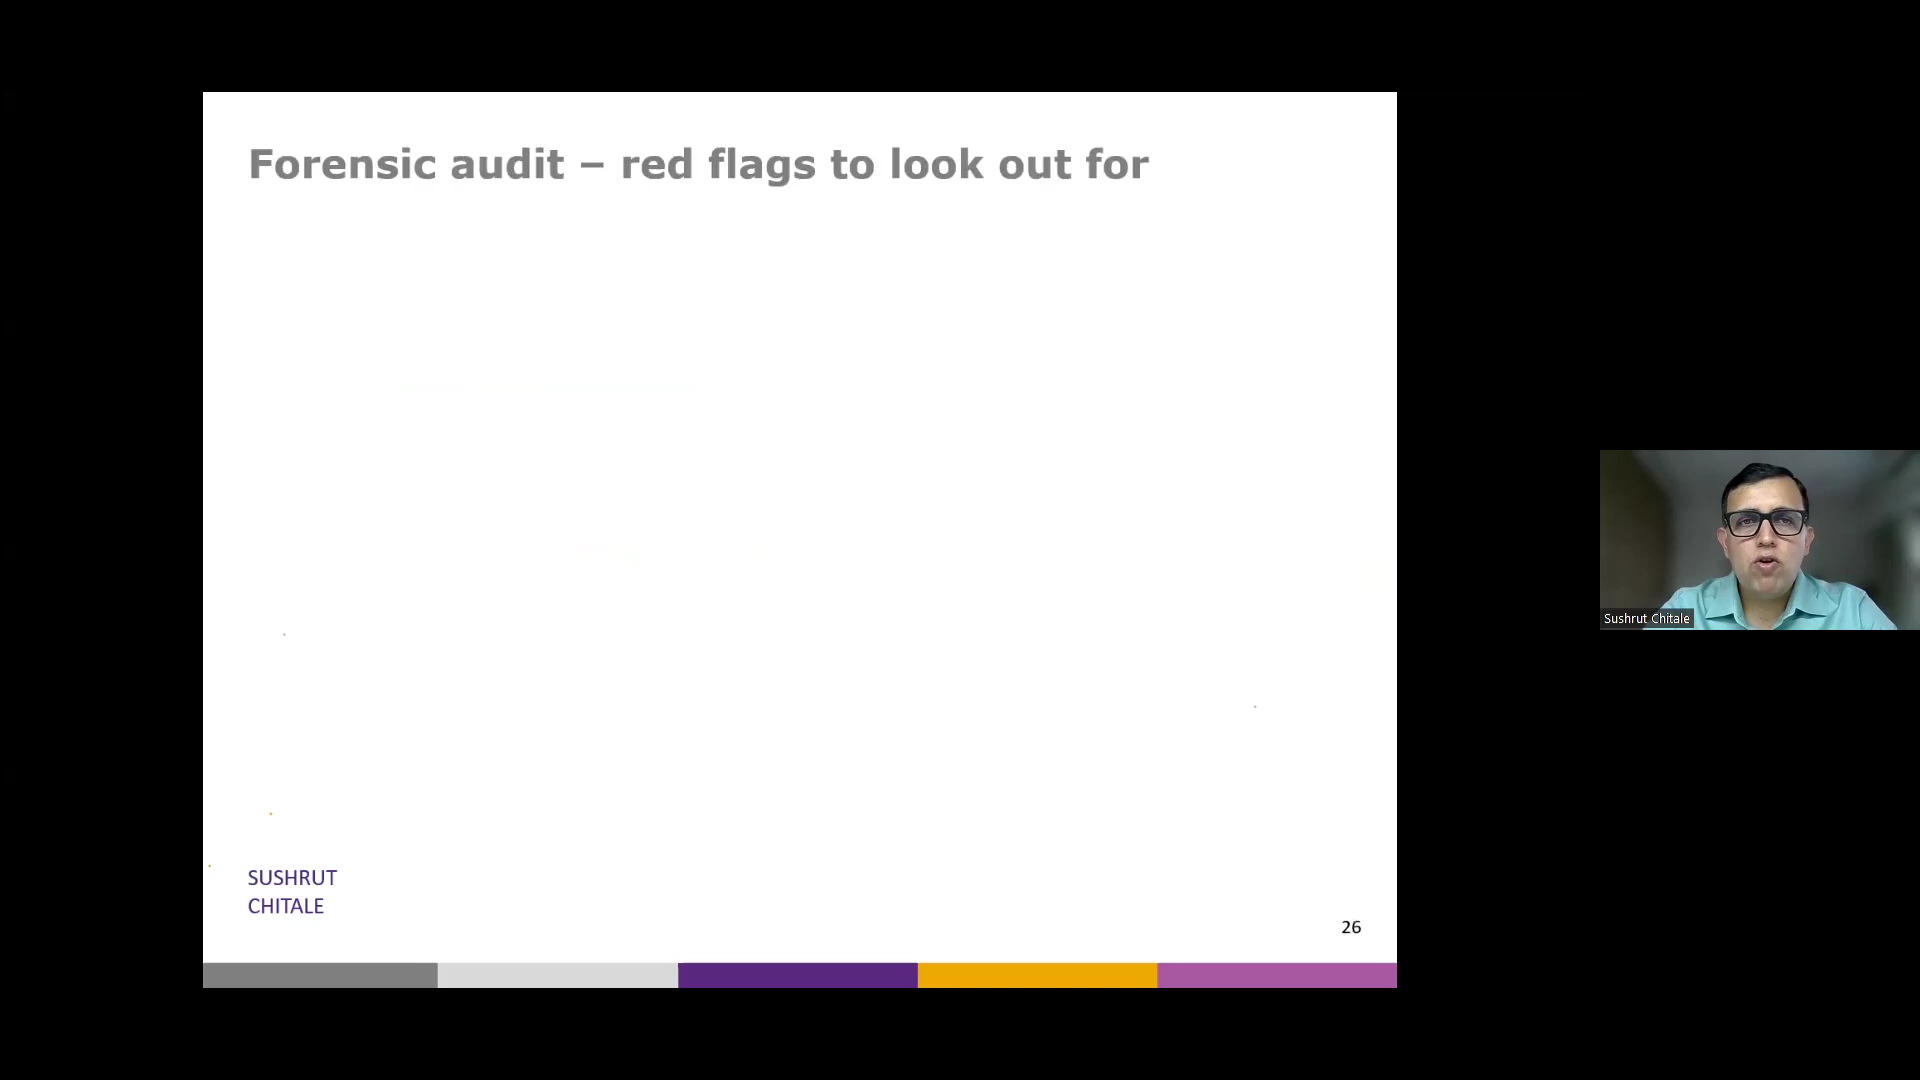 Forensic audit – red flags to look out for
Sushrut Chitale
SUSHRUT
CHITALE
26